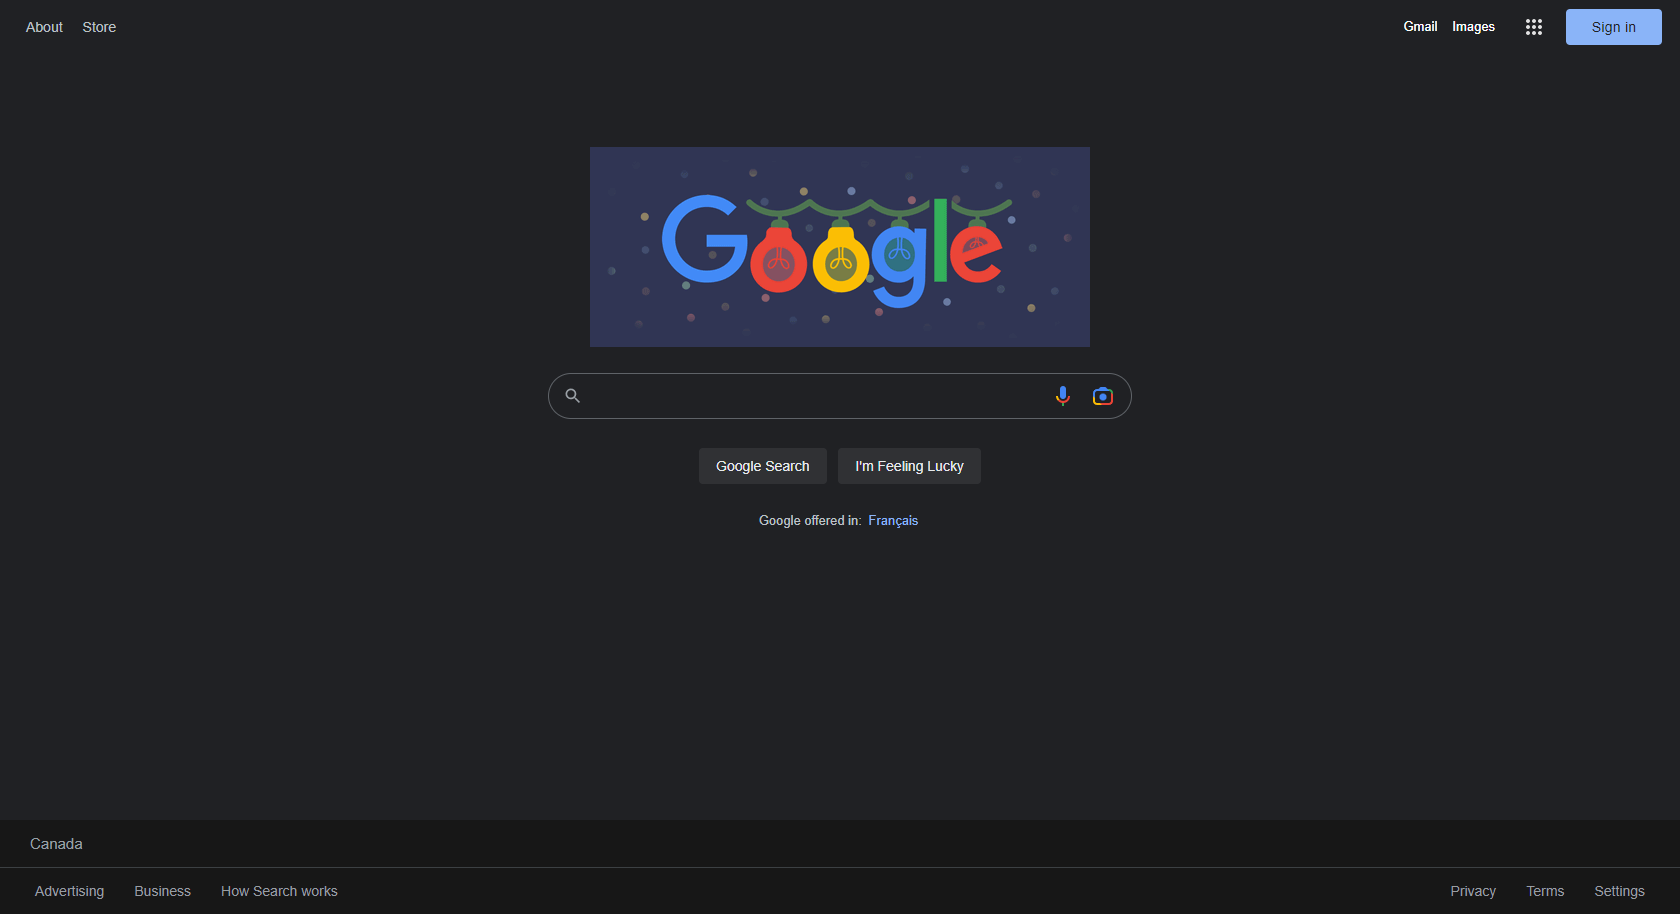 About Store Gmail Images Sign in
Google
Google Search I'm Feeling Lucky
Google offered in: Français
Canada
Advertising Business How Search works Privacy Terms Settings